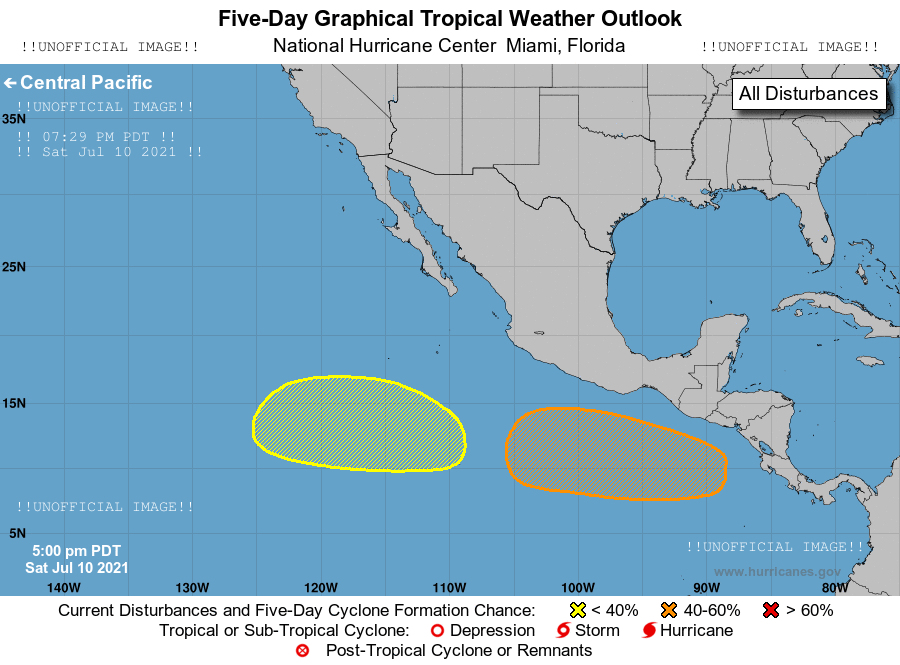 Five-Day Graphical Tropical Weather Outlook
!!UNOFFICIAL IMAGE!! National Hurricane Center Miami, Florida !!UNOFFICIAL IMAGE!!
← Central Pacific
All Disturbances
!!UNOFFICIAL IMAGE!!
35N
!! 07:29 PM PDT !!
!! Sat Jul 10 2021 !!
25N
15N
!!UNOFFICIAL IMAGE!!
5N
5:00 pm PDT
Sat Jul 10 2021
!!UNOFFICIAL IMAGE!!
www.hurricanes.gov
140W 130W 120W 110W 100W 90W 80W
Current Disturbances and Five-Day Cyclone Formation Chance: < 40% 40-60% > 60%
Tropical or Sub-Tropical Cyclone: Depression Storm Hurricane
Post-Tropical Cyclone or Remnants